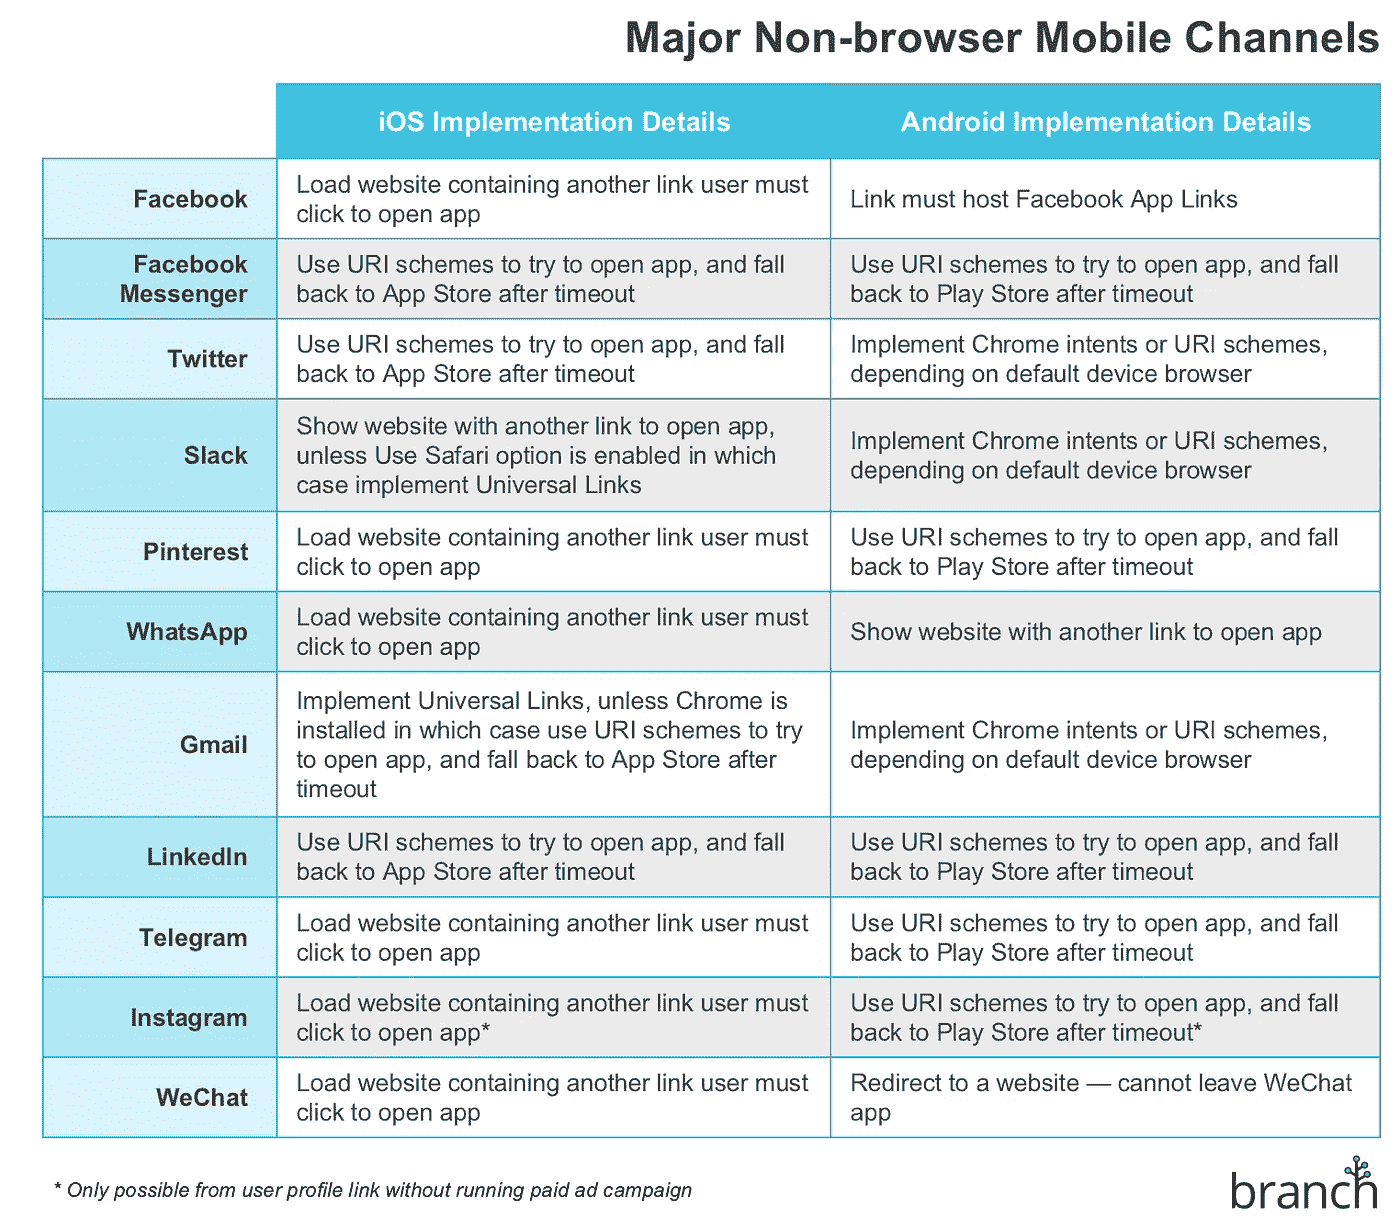 Major Non-browser Mobile Channels
iOS Implementation Details
Android Implementation Details
Facebook
Load website containing another link user must
click to open app
Link must host Facebook App Links
Facebook
Messenger
Use URI schemes to try to open app, and fall
back to App Store after timeout
Use URI schemes to try to open app, and fall
back to Play Store after timeout
Twitter
Use URI schemes to try to open app, and fall
back to App Store after timeout
Implement Chrome intents or URI schemes,
depending on default device browser
Slack
Show website with another link to open app,
unless Use Safari option is enabled in which
case implement Universal Links
Implement Chrome intents or URI schemes,
depending on default device browser
Pinterest
Load website containing another link user must
click to open app
Use URI schemes to try to open app, and fall
back to Play Store after timeout
WhatsApp
Load website containing another link user must
click to open app
Show website with another link to open app
Gmail
Implement Universal Links, unless Chrome is
installed in which case use URI schemes to try
to open app, and fall back to App Store after
timeout
Implement Chrome intents or URI schemes,
depending on default device browser
LinkedIn
Use URI schemes to try to open app, and fall
back to App Store after timeout
Use URI schemes to try to open app, and fall
back to Play Store after timeout
Telegram
Load website containing another link user must
click to open app
Use URI schemes to try to open app, and fall
back to Play Store after timeout
Instagram
Load website containing another link user must
click to open app*
Use URI schemes to try to open app, and fall
back to Play Store after timeout*
WeChat
Load website containing another link user must
click to open app
Redirect to a website — cannot leave WeChat
app
* Only possible from user profile link without running paid ad campaign
branch